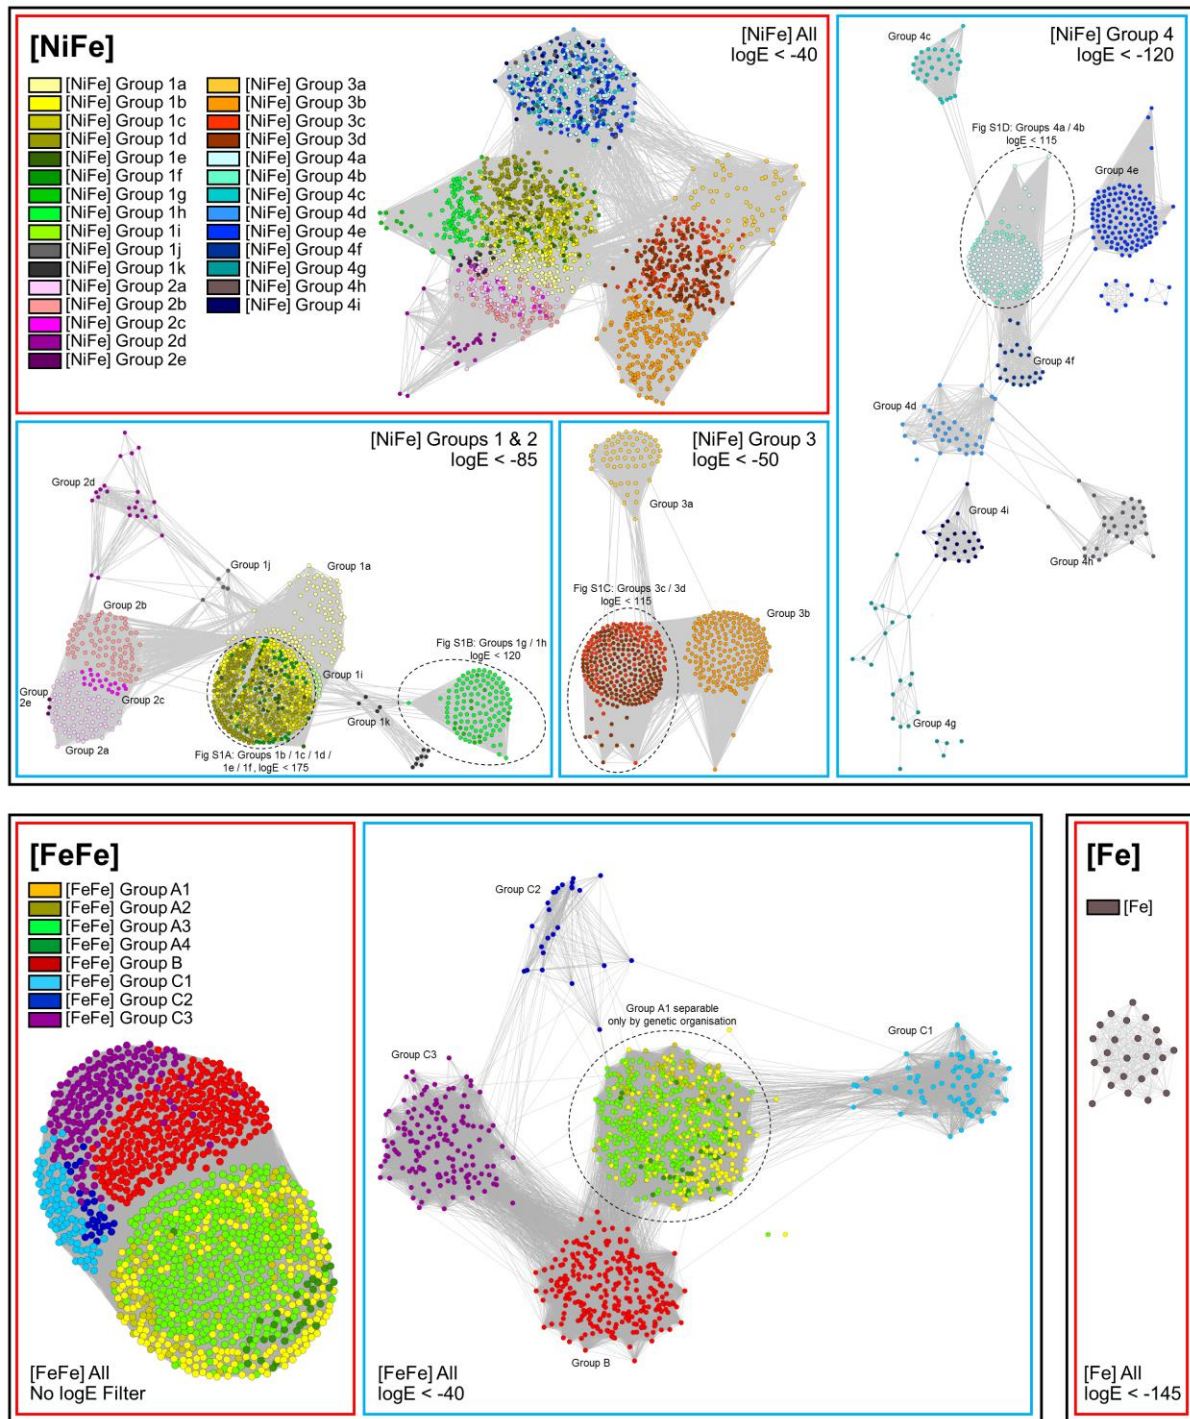 [NiFe]
[NiFe] Group 1a
[NiFe] Group 1b
[NiFe] Group 1c
[NiFe] Group 1d
[NiFe] Group 1e
[NiFe] Group 1f
[NiFe] Group 1g
[NiFe] Group 1h
[NiFe] Group 1i
[NiFe] Group 1j
[NiFe] Group 1k
[NiFe] Group 2a
[NiFe] Group 2b
[NiFe] Group 2c
[NiFe] Group 2d
[NiFe] Group 2e
[NiFe] Group 3a
[NiFe] Group 3b
[NiFe] Group 3c
[NiFe] Group 3d
[NiFe] Group 4a
[NiFe] Group 4b
[NiFe] Group 4c
[NiFe] Group 4d
[NiFe] Group 4e
[NiFe] Group 4f
[NiFe] Group 4g
[NiFe] Group 4h
[NiFe] Group 4i
[NiFe] All
logE < -40
[NiFe] Group 4
logE < -120
Group 4c
Fig S1D: Groups 4a / 4b
logE < 115
Group 4e
Group 4f
Group 4d
Group 4i
Group 4h
Group 4g
[NiFe] Groups 1 & 2
logE < -85
Group 2d
Group 1j
Group 1a
Group 2b
Fig S1B: Groups 1g / 1h
logE < 120
Group 1i
Group
2e
Group 2c
Group 1k
Group 2a
Fig S1A: Groups 1b / 1c / 1d /
1e / 1f, logE < 175
[NiFe] Group 3
logE < -50
Group 3a
Fig S1C: Groups 3c / 3d
logE < 115
Group 3b
[FeFe]
[FeFe] Group A1
[FeFe] Group A2
[FeFe] Group A3
[FeFe] Group A4
[FeFe] Group B
[FeFe] Group C1
[FeFe] Group C2
[FeFe] Group C3
[FeFe] All
No logE Filter
Group C2
Group A1 separable
only by genetic organisation
Group C3
Group C1
Group B
[FeFe] All
logE < -40
[Fe]
[Fe]
[Fe] All
logE < -145